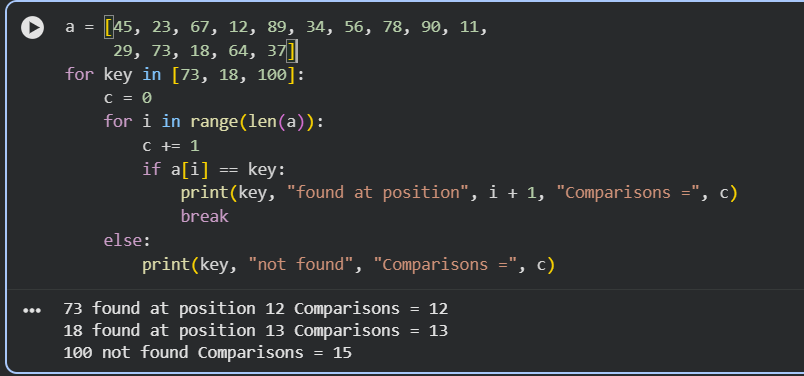 a = [45, 23, 67, 12, 89, 34, 56, 78, 90, 11,
     29, 73, 18, 64, 37]
for key in [73, 18, 100]:
    c = 0
    for i in range(len(a)):
        c += 1
        if a[i] == key:
            print(key, "found at position", i + 1, "Comparisons =", c)
            break
    else:
        print(key, "not found", "Comparisons =", c)
73 found at position 12 Comparisons = 12
18 found at position 13 Comparisons = 13
100 not found Comparisons = 15